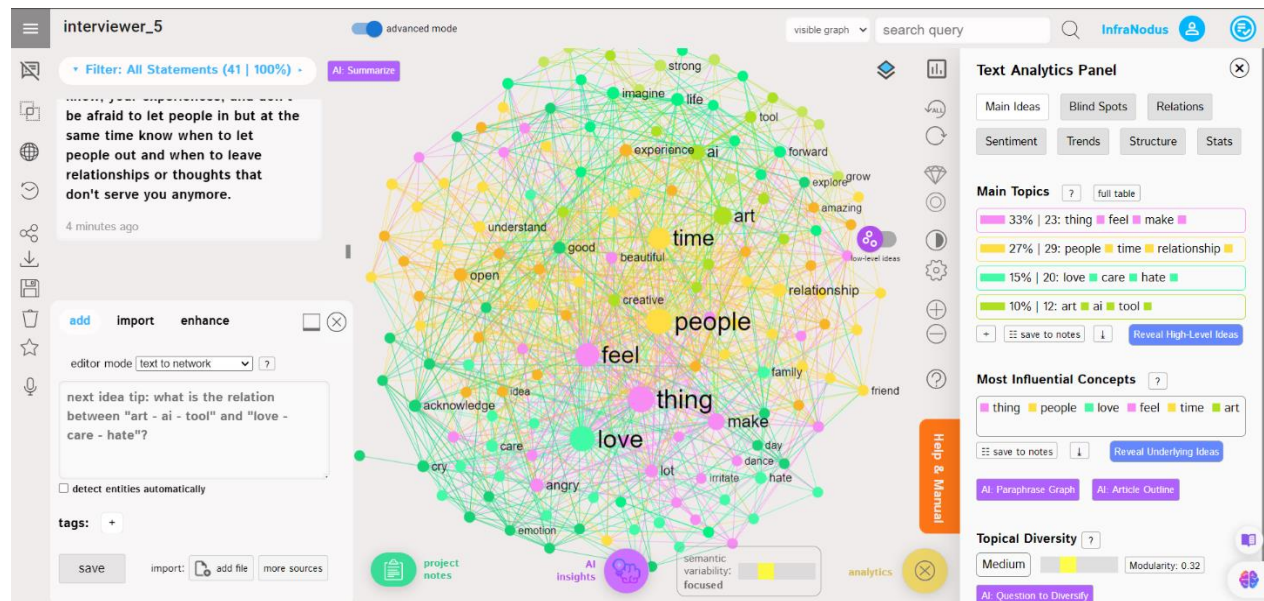 interviewer_5
advanced mode
visible graph
search query
InfraNodus
Filter: All Statements (41 | 100%)
AI: Summarize
know, your experiences, and don't
be afraid to let people in but at the
same time know when to let
people out and when to leave
relationships or thoughts that
don't serve you anymore.
4 minutes ago
add import enhance
editor mode text to network ?
next idea tip: what is the relation
between "art - ai - tool" and "love -
care - hate"?
detect entities automatically
tags: +
save import: add file more sources
strong
imagine life
tool
experience ai forward
explore grow
art amazing
understand time
good
beautiful
low-level ideas
open
relationship
creative
people
feel
family
idea friend
thing
acknowledge make
love
care day
dance
cry lot
irritate hate
angry
emotion
project
notes
AI
insights
semantic
variability:
focused
analytics
ALL
Help & Manual
Text Analytics Panel
Main Ideas Blind Spots Relations
Sentiment Trends Structure Stats
Main Topics ? full table
33% | 23: thing feel make
27% | 29: people time relationship
15% | 20: love care hate
10% | 12: art ai tool
+ save to notes Reveal High-Level Ideas
Most Influential Concepts ?
thing people love feel time art
save to notes Reveal Underlying Ideas
AI: Paraphrase Graph AI: Article Outline
Topical Diversity ?
Medium Modularity: 0.32
AI: Question to Diversify